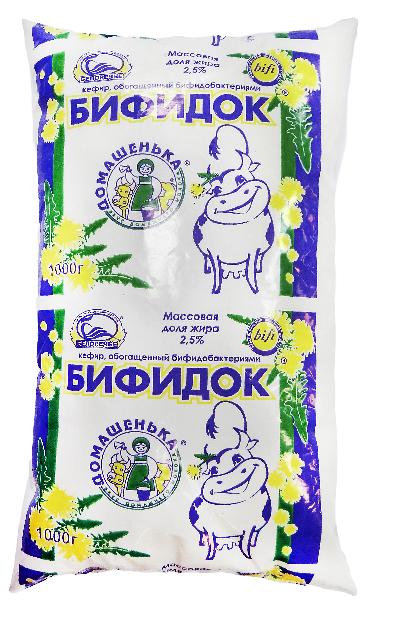 Массовая
доля жира
2,5%
bifi
кефир, обогащенный бифидобактериями
БИФИДОК
ДОМАШЕНЬКА
1000г
Массовая
доля жира
2,5%
bifi
кефир, обогащенный бифидобактериями
БИФИДОК
ДОМАШЕНЬКА
1000г
Массовая